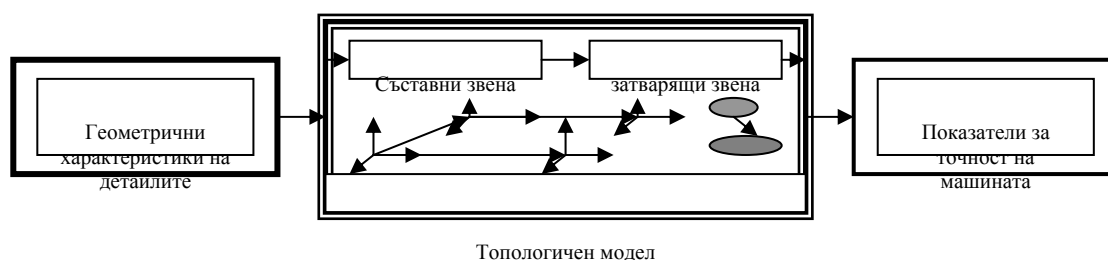 Съставни звена
затварящи звена
Геометрични
характеристики на
детайлите
Показатели за
точност на
машината
Топологичен модел